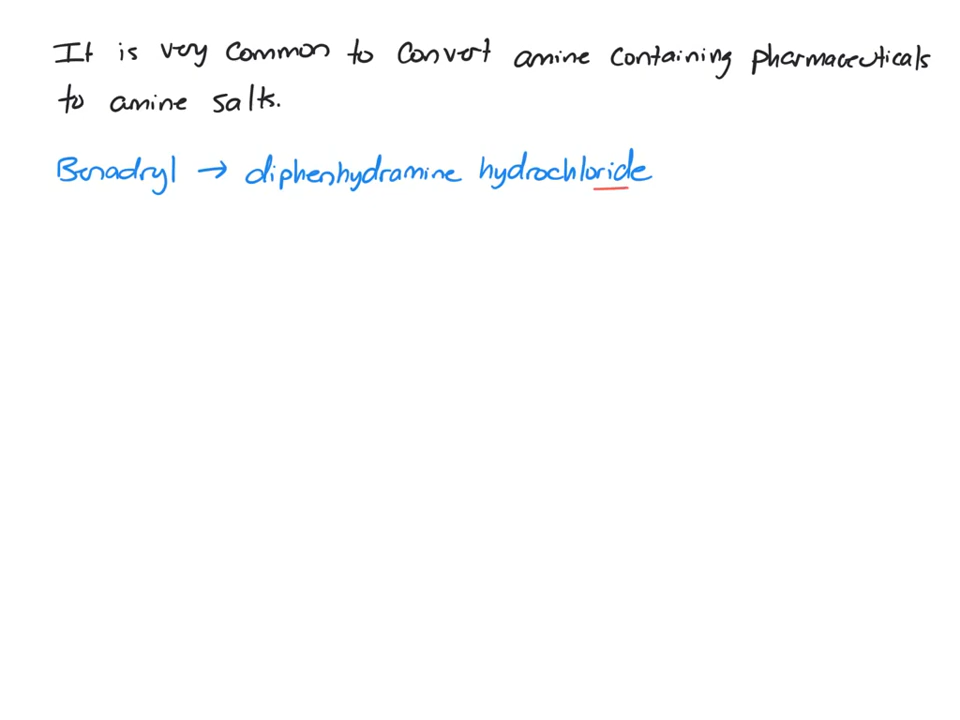 It is very common to convert amine containing pharmaceuticals
to amine salts.
Benadryl → diphenhydramine hydrochloride